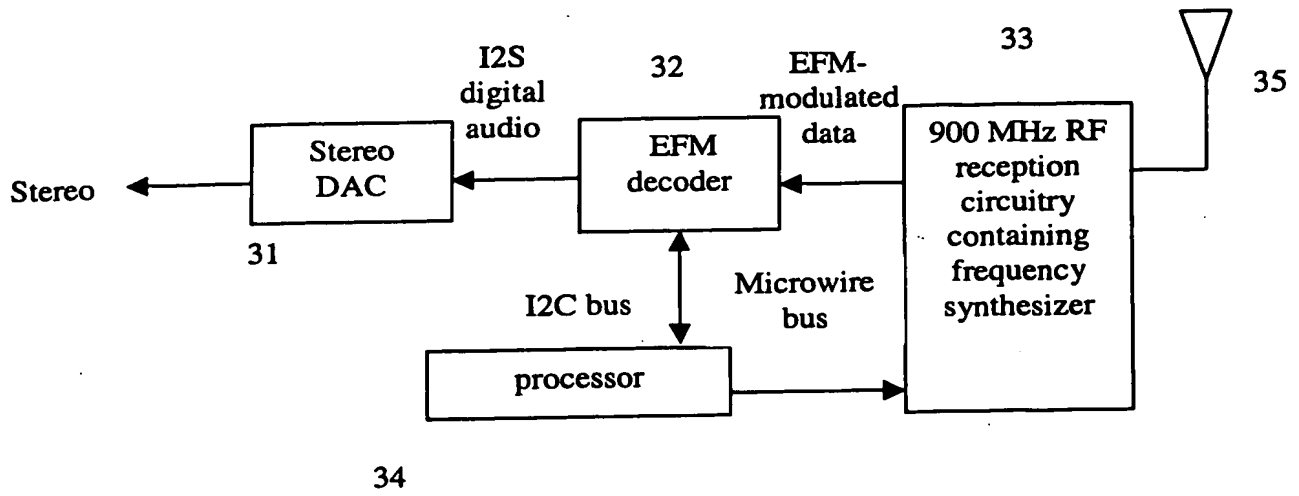 33
I2S
digital
audio
32
EFM-
modulated
data
35
Stereo
DAC
EFM
decoder
900 MHz RF
reception
circuitry
containing
frequency
synthesizer
Stereo
31
I2C bus
Microwire
bus
processor
34